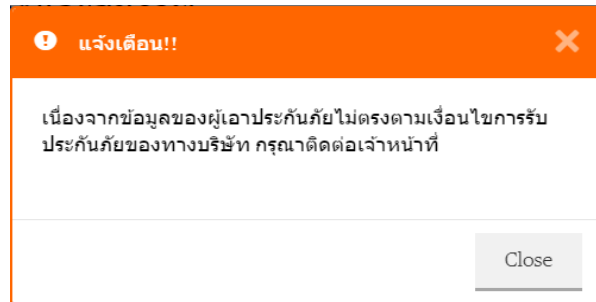 แจ้งเตือน!!
เนื่องจากข้อมูลของผู้เอาประกันภัยไม่ตรงตามเงื่อนไขการรับ
ประกันภัยของทางบริษัท กรุณาติดต่อเจ้าหน้าที่
Close